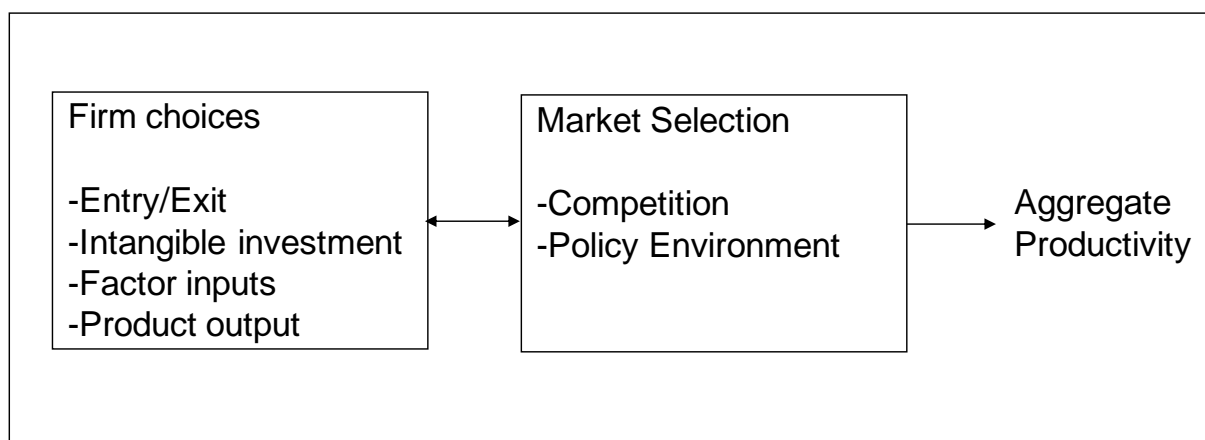 Firm choices
-Entry/Exit
-Intangible investment
-Factor inputs
-Product output
Market Selection
-Competition
-Policy Environment
Aggregate
Productivity